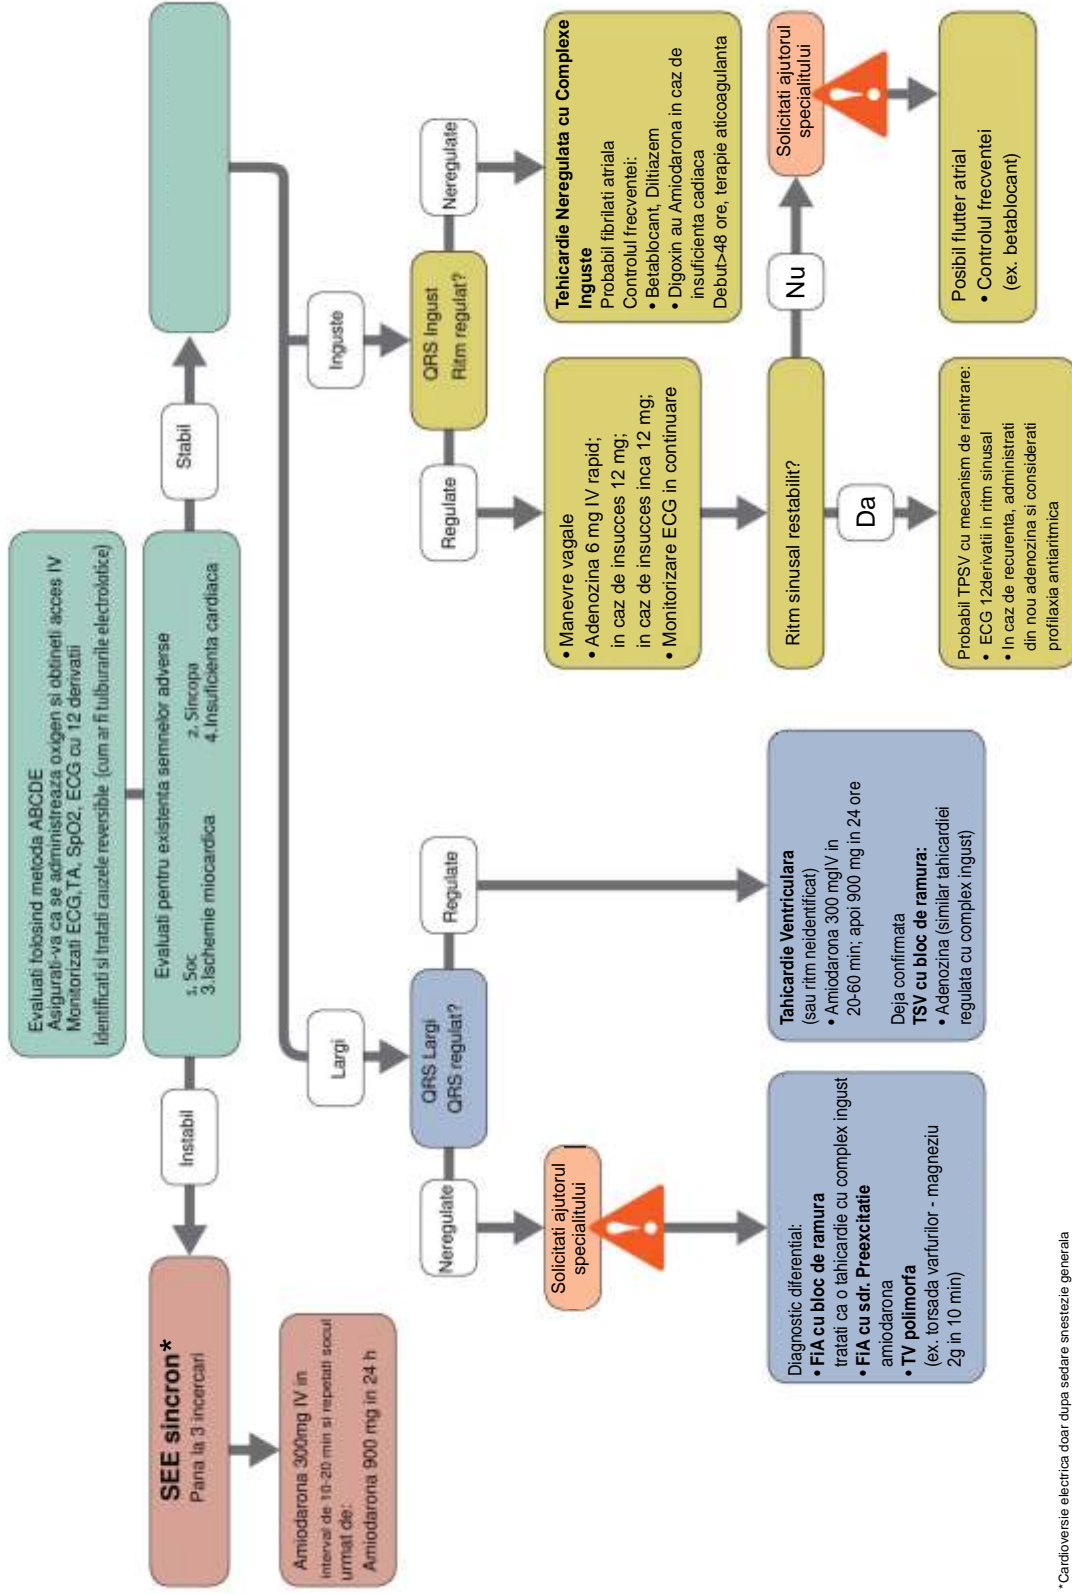 Evaluati folosind metoda ABCDE
Asigurati-va ca se administreaza oxigen si obtineti acces IV
Monitorizati ECG,TA, SpO2, ECG cu 12 derivatii
Identificati si tratati cauzele reversible (cum ar fi tulburarile electrolotice)
Evaluati pentru existenta semnelor adverse
1. Soc 2. Sincopa
3.Ischemie miocardica 4.Insuficienta cardiaca
Instabil
Stabil
SEE sincron*
Pana la 3 incercari
Amiodarona 300mg IV in
interval de 10-20 min si repetati socul
urmat de:
Amiodarona 900 mg in 24 h
Largi
Inguste
QRS Largi
QRS regulat?
Neregulate
Regulate
QRS Ingust
Ritm regulat?
Regulate
Neregulate
Solicitati ajutorul
specialitului
Diagnostic diferential:
• FiA cu bloc de ramura
tratati ca o tahicardie cu complex ingust
• FiA cu sdr. Preexcitatie
amiodarona
• TV polimorfa
(ex. torsada varfurilor - magneziu
2g in 10 min)
Tahicardie Ventriculara
(sau ritm neidentificat)
• Amiodarona 300 mgIV in
20-60 min; apoi 900 mg in 24 ore
Deja confirmata
TSV cu bloc de ramura:
• Adenozina (similar tahicardiei
regulata cu complex ingust)
• Manevre vagale
• Adenozina 6 mg IV rapid;
in caz de insucces 12 mg;
in caz de insucces inca 12 mg;
• Monitorizare ECG in continuare
Tehicardie Neregulata cu Complexe
Inguste
Probabil fibrilati atriala
Controlul frecventei:
• Betablocant, Diltiazem
• Digoxin au Amiodarona in caz de
insuficienta cadiaca
Debut>48 ore, terapie aticoagulanta
Ritm sinusal restabilit?
Nu
Solicitati ajutorul
specialitului
Da
Probabil TPSV cu mecanism de reintrare:
• ECG 12derivatii in ritm sinusal
• In caz de recurenta, administrati
din nou adenozina si considerati
profilaxia antiaritmica
Posibil flutter atrial
• Controlul frecventei
(ex. betablocant)
*Cardioversie electrica doar dupa sedare snestezie generala